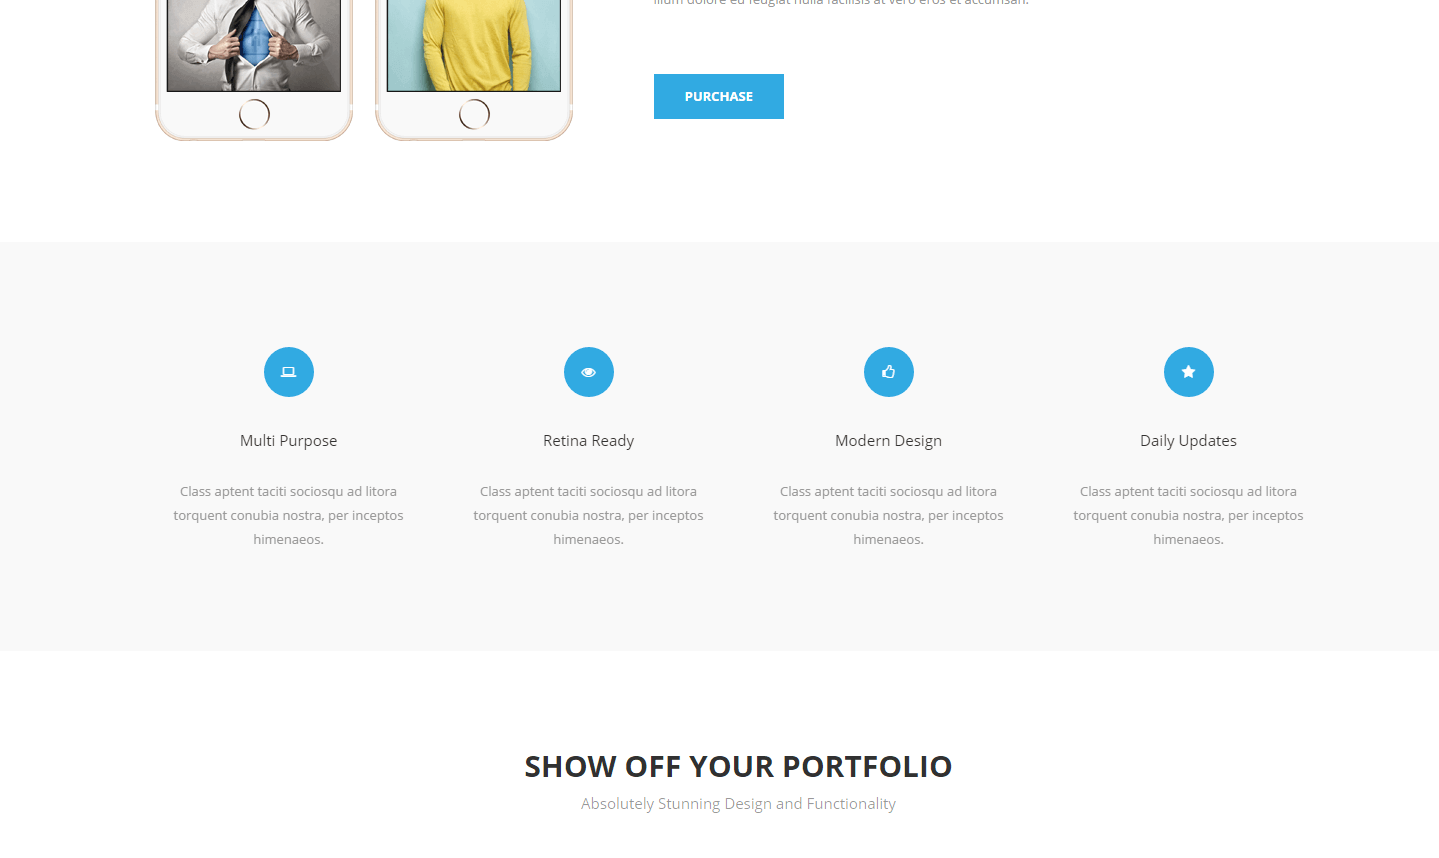 illum dolore eu feugiat nulla facilisis at vero eros et accumsan.
PURCHASE
Multi Purpose
Class aptent taciti sociosqu ad litora
torquent conubia nostra, per inceptos
himenaeos.
Retina Ready
Class aptent taciti sociosqu ad litora
torquent conubia nostra, per inceptos
himenaeos.
Modern Design
Class aptent taciti sociosqu ad litora
torquent conubia nostra, per inceptos
himenaeos.
Daily Updates
Class aptent taciti sociosqu ad litora
torquent conubia nostra, per inceptos
himenaeos.
SHOW OFF YOUR PORTFOLIO
Absolutely Stunning Design and Functionality